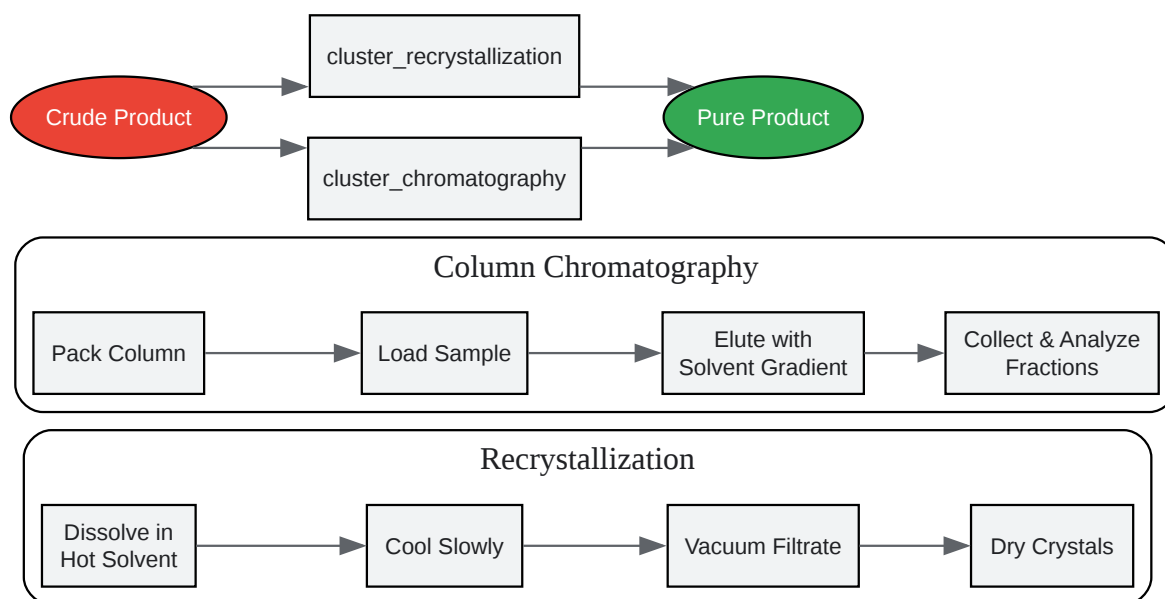 cluster_recrystallization
Crude Product
Pure Product
cluster_chromatography
Column Chromatography
Pack Column
Load Sample
Elute with
Solvent Gradient
Collect & Analyze
Fractions
Recrystallization
Dissolve in
Hot Solvent
Cool Slowly
Vacuum Filtrate
Dry Crystals